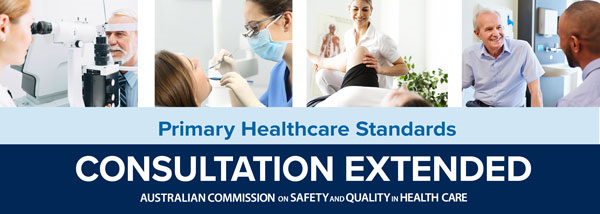 Primary Healthcare Standards
CONSULTATION EXTENDED
AUSTRALIAN COMMISSION ON SAFETY AND QUALITY IN HEALTH CARE